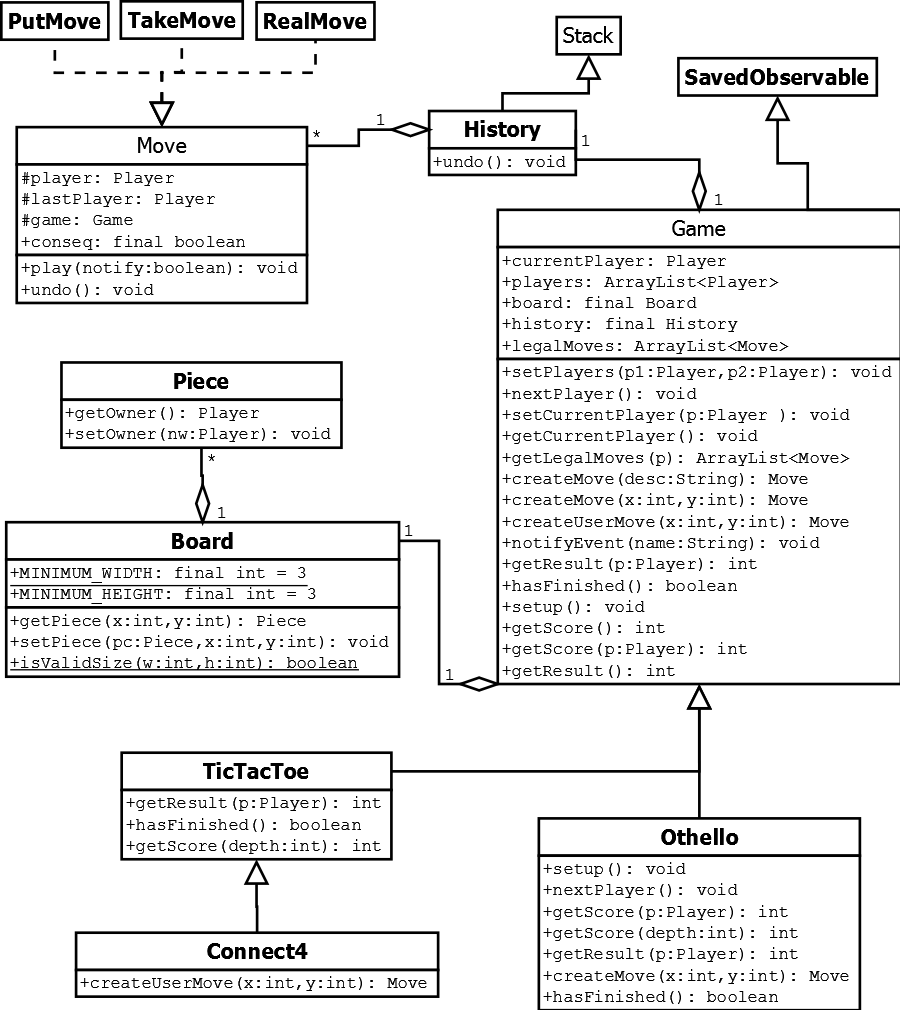 PutMove
TakeMove
RealMove
Stack
SavedObservable
1
*
History
+undo(): void
1
1
Move
#player: Player
#lastPlayer: Player
#game: Game
+conseq: final boolean
+play(notify:boolean): void
+undo(): void
Game
+currentPlayer: Player
+players: ArrayList<Player>
+board: final Board
+history: final History
+legalMoves: ArrayList<Move>
+setPlayers(p1:Player,p2:Player): void
+nextPlayer(): void
+setCurrentPlayer(p:Player ): void
+getCurrentPlayer(): void
+getLegalMoves(p): ArrayList<Move>
+createMove(desc:String): Move
+createMove(x:int,y:int): Move
+createUserMove(x:int,y:int): Move
+notifyEvent(name:String): void
+getResult(p:Player): int
+hasFinished(): boolean
+setup(): void
+getScore(): int
+getScore(p:Player): int
+getResult(): int
Piece
+getOwner(): Player
+setOwner(nw:Player): void
*
1
Board
+MINIMUM_WIDTH: final int = 3
+MINIMUM_HEIGHT: final int = 3
+getPiece(x:int,y:int): Piece
+setPiece(pc:Piece,x:int,y:int): void
+isValidSize(w:int,h:int): boolean
1
1
TicTacToe
+getResult(p:Player): int
+hasFinished(): boolean
+getScore(depth:int): int
Connect4
+createUserMove(x:int,y:int): Move
Othello
+setup(): void
+nextPlayer(): void
+getScore(p:Player): int
+getScore(depth:int): int
+getResult(p:Player): int
+createMove(x:int,y:int): Move
+hasFinished(): boolean